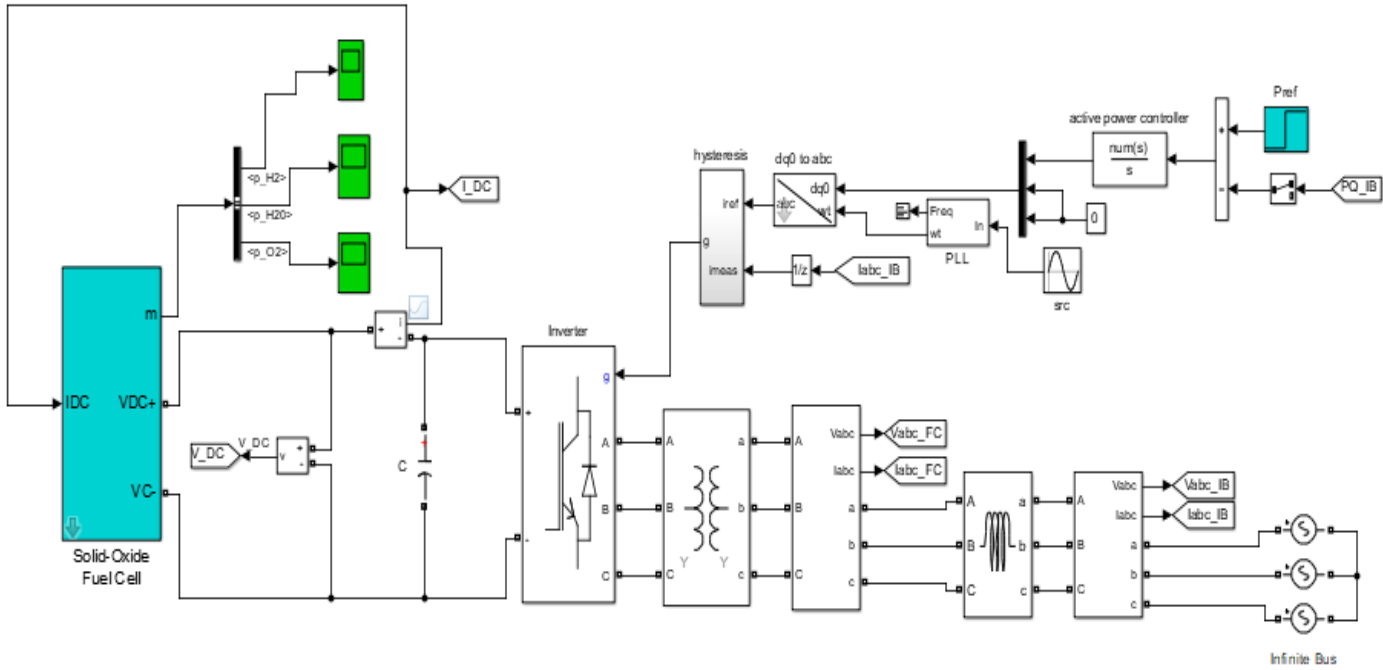 Pref
active power controller
num(s)
s
+
-
PQ_IB
0
hysteresis
iref
g
Imeas
dq0 to abc
dq0
abc
wt
Freq
wt
In
PLL
src
1/z
Iabc_IB
<p_H2>
<p_H20>
<p_O2>
I_DC
m
IDC
VDC+
VC-
Solid-Oxide
Fuel Cell
+
i
-
V_DC
V_DC
v
+
-
+
C
Inverter
g
+
-
A
B
C
A
B
C
a
b
c
Y
Y
A
B
C
Vabc
Iabc
a
b
c
Vabc_FC
Iabc_FC
A
B
C
a
b
c
A
B
C
Vabc
Iabc
a
b
c
Vabc_IB
Iabc_IB
Infinite Bus